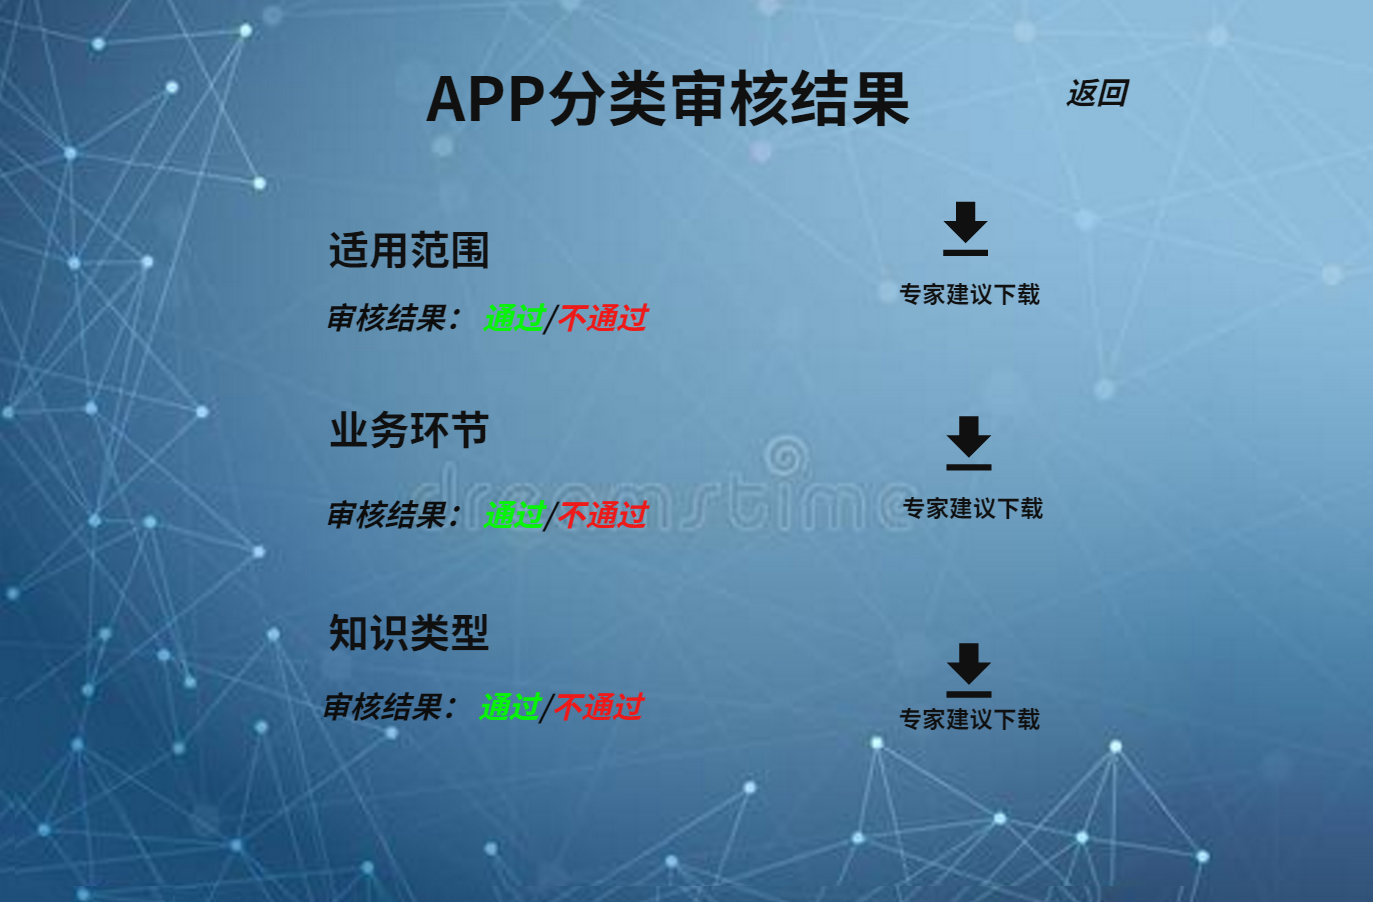 APP分类审核结果
返回
适用范围
专家建议下载
审核结果： 通过/不通过
业务环节
dreamstime
专家建议下载
审核结果： 通过/不通过
知识类型
审核结果： 通过/不通过
专家建议下载